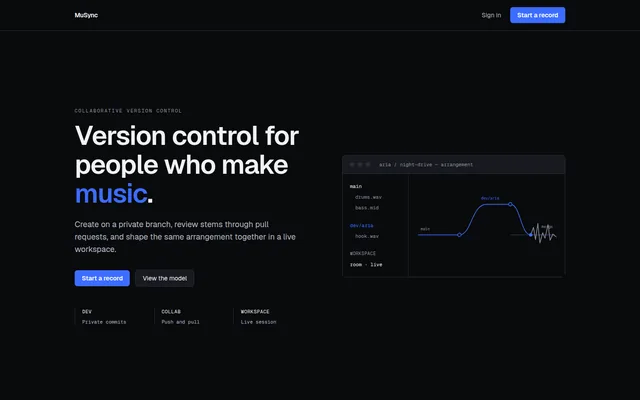 MuSync
Sign in
Start a record
COLLABORATIVE VERSION CONTROL
Version control for
people who make
music.
Create on a private branch, review stems through pull
requests, and shape the same arrangement together in a live
workspace.
Start a record
View the model
DEV
Private commits
COLLAB
Push and pull
WORKSPACE
Live session
aria / night-drive — arrangement
main
drums.wav
bass.mid
dev/aria
hook.wav
WORKSPACE
room · live
main
dev/aria